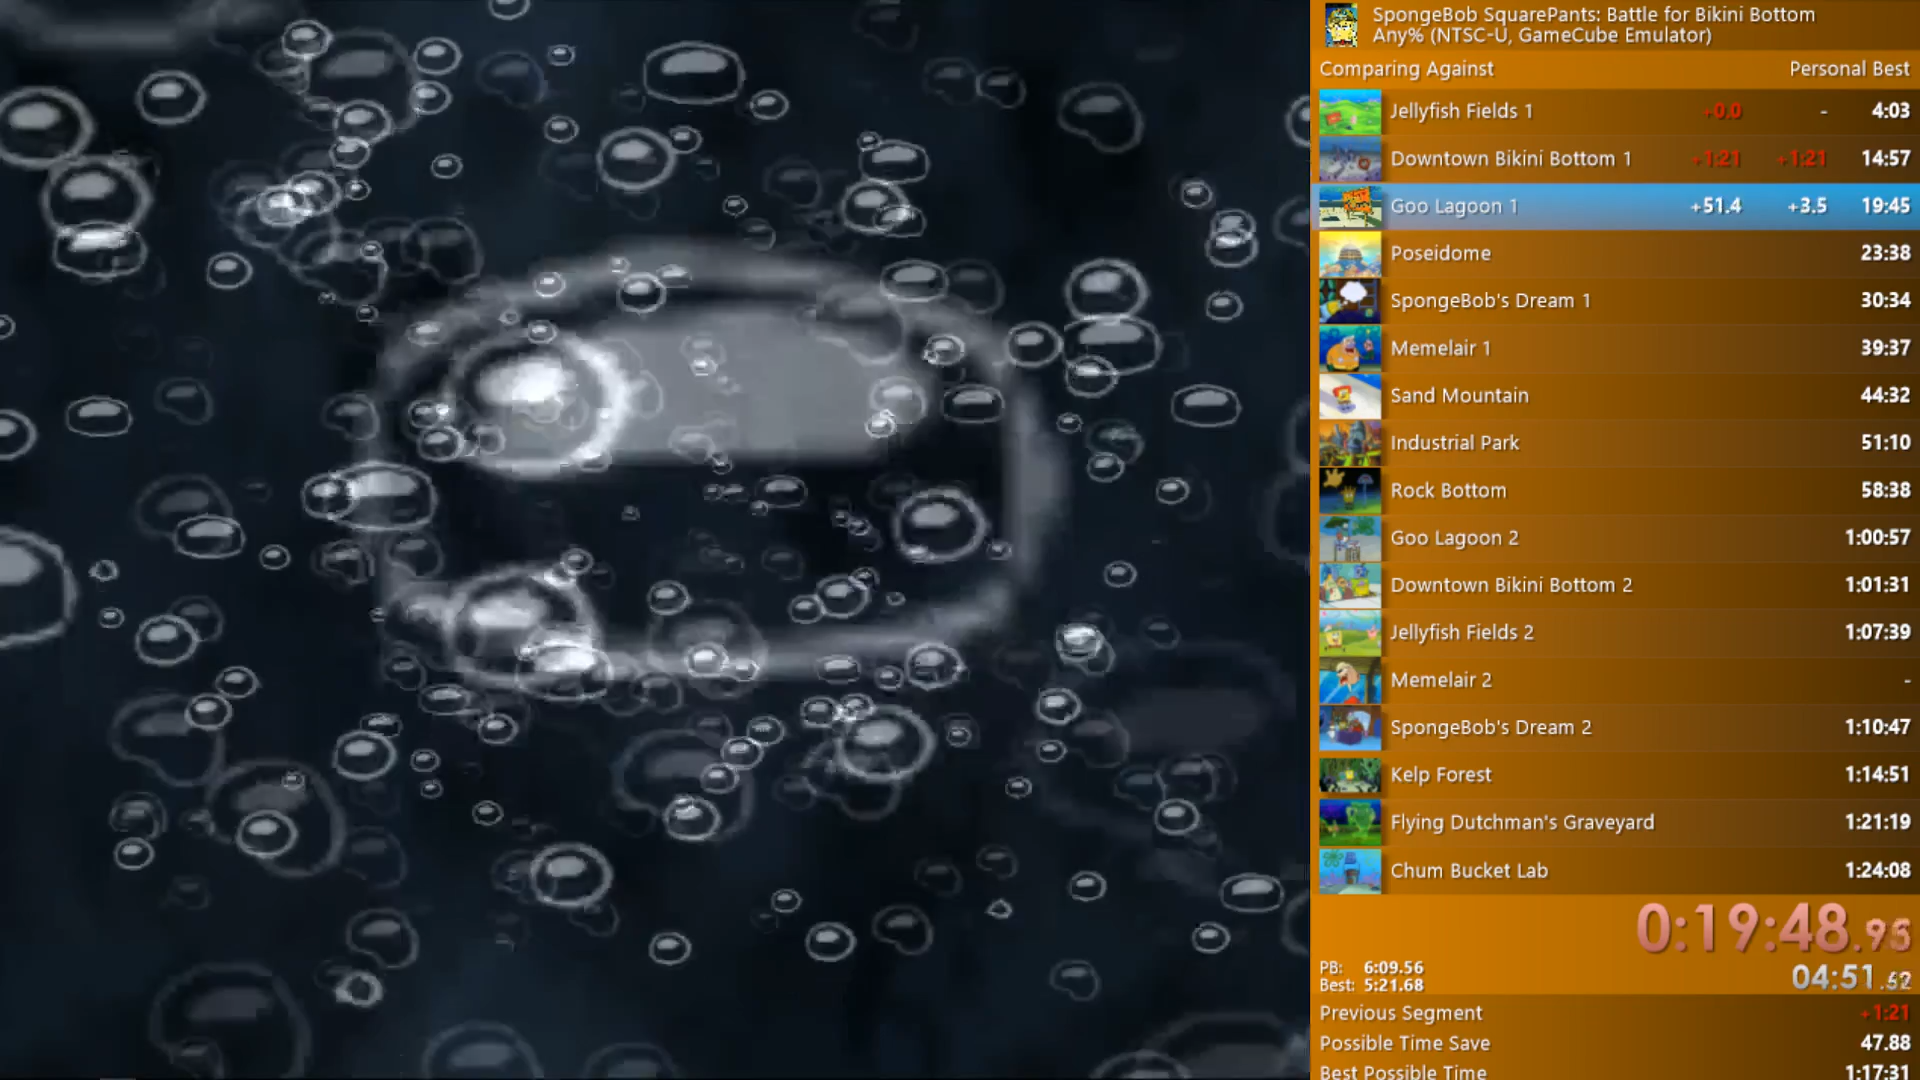 SpongeBob SquarePants: Battle for Bikini Bottom
Any% (NTSC-U, GameCube Emulator)
Comparing Against Personal Best
Jellyfish Fields 1 +0.0 - 4:03
Downtown Bikini Bottom 1 +1:21 +1:21 14:57
Goo Lagoon 1 +51.4 +3.5 19:45
Poseidome 23:38
SpongeBob's Dream 1 30:34
Memelair 1 39:37
Sand Mountain 44:32
Industrial Park 51:10
Rock Bottom 58:38
Goo Lagoon 2 1:00:57
Downtown Bikini Bottom 2 1:01:31
Jellyfish Fields 2 1:07:39
Memelair 2 -
SpongeBob's Dream 2 1:10:47
Kelp Forest 1:14:51
Flying Dutchman's Graveyard 1:21:19
Chum Bucket Lab 1:24:08
0:19:48.95
PB: 6:09.56
Best: 5:21.68
04:51.52
Previous Segment +1:21
Possible Time Save 47.88
Best Possible Time 1:17:31